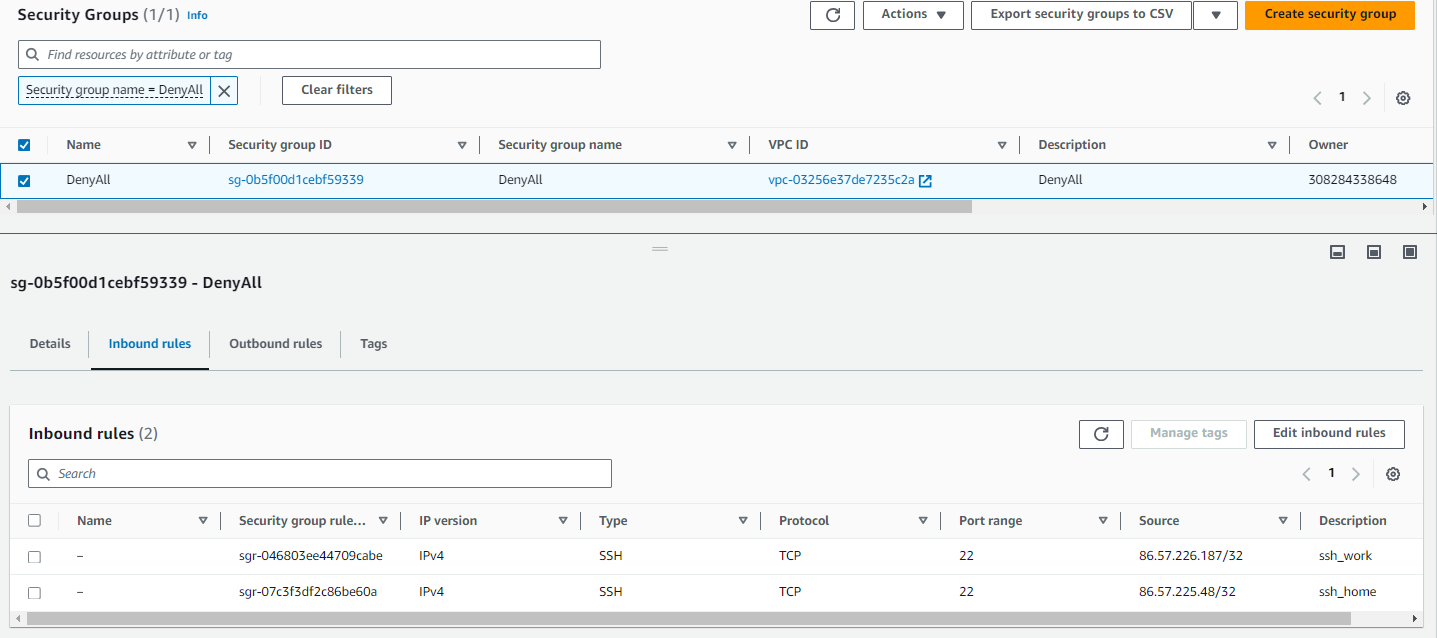 Security Groups (1/1) Info
Actions
Export security groups to CSV
Create security group
Find resources by attribute or tag
Security group name = DenyAll
Clear filters
1
Name Security group ID Security group name VPC ID Description Owner
DenyAll sg-0b5f00d1cebf59339 DenyAll vpc-03256e37de7235c2a DenyAll 308284338648
sg-0b5f00d1cebf59339 - DenyAll
Details Inbound rules Outbound rules Tags
Inbound rules (2)
Manage tags
Edit inbound rules
Search
1
Name Security group rule... IP version Type Protocol Port range Source Description
– sgr-046803ee44709cabe IPv4 SSH TCP 22 86.57.226.187/32 ssh_work
– sgr-07c3f3df2c86be60a IPv4 SSH TCP 22 86.57.225.48/32 ssh_home